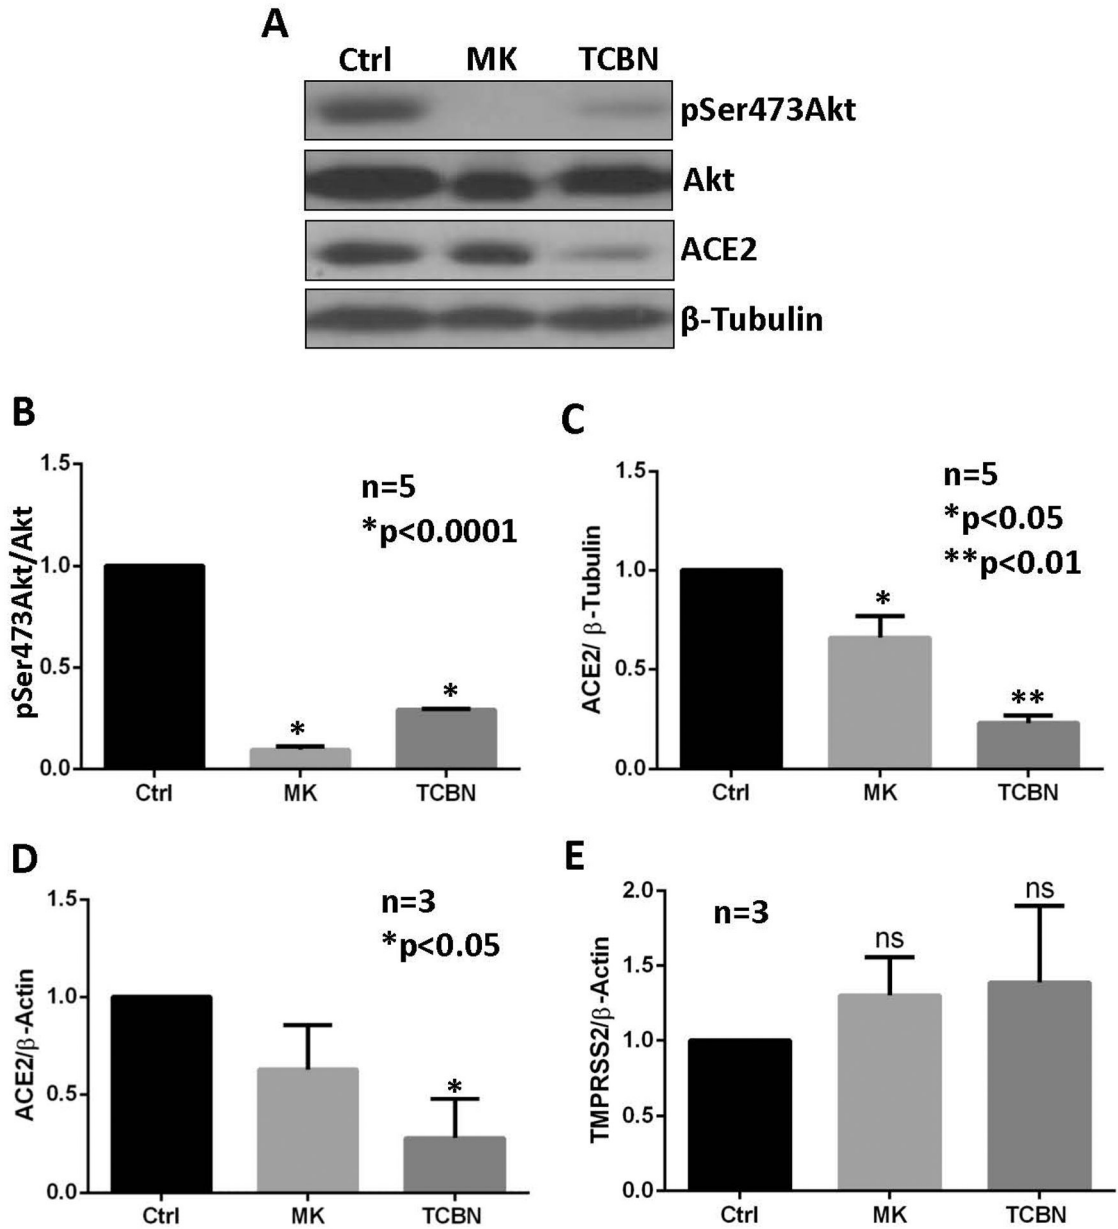 A
Ctrl MK TCBN
pSer473Akt
Akt
ACE2
β-Tubulin
B
pSer473Akt/Akt
1.5
1.0
0.5
0.0
n=5
*p<0.0001
*
*
Ctrl MK TCBN
C
ACE2/ β-Tubulin
1.5
1.0
0.5
0.0
n=5
*p<0.05
**p<0.01
*
**
Ctrl MK TCBN
D
ACE2/β-Actin
1.5
1.0
0.5
0.0
n=3
*p<0.05
*
Ctrl MK TCBN
E
TMPRSS2/β-Actin
2.0
1.5
1.0
0.5
0.0
n=3
ns
ns
Ctrl MK TCBN